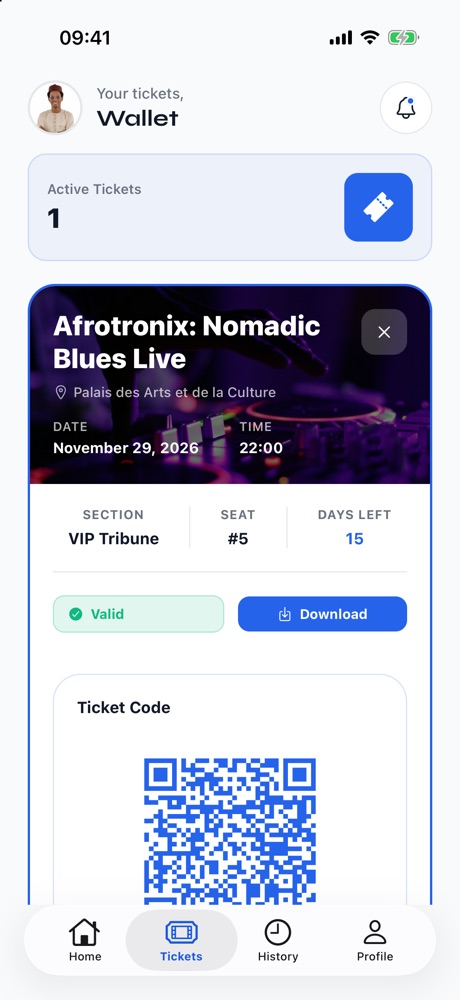 09:41
Your tickets,
Wallet
Active Tickets
1
Afrotronix: Nomadic
Blues Live
Palais des Arts et de la Culture
DATE TIME
November 29, 2026 22:00
SECTION SEAT DAYS LEFT
VIP Tribune #5 15
Valid Download
Ticket Code
Home Tickets History Profile